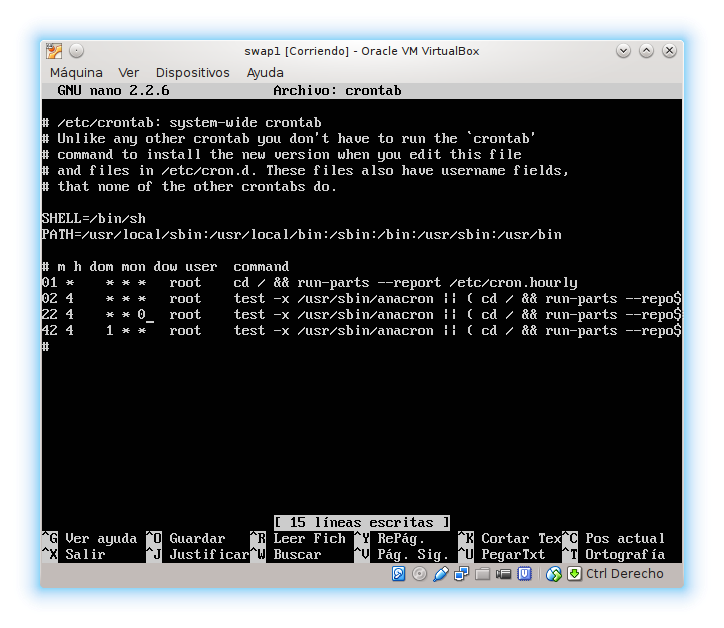 swap1 [Corriendo] - Oracle VM VirtualBox
Máquina Ver Dispositivos Ayuda
GNU nano 2.2.6 Archivo: crontab
# /etc/crontab: system-wide crontab
# Unlike any other crontab you don't have to run the `crontab'
# command to install the new version when you edit this file
# and files in /etc/cron.d. These files also have username fields,
# that none of the other crontabs do.
SHELL=/bin/sh
PATH=/usr/local/sbin:/usr/local/bin:/sbin:/bin:/usr/sbin:/usr/bin
# m h dom mon dow user  command
01 *    * * *   root    cd / && run-parts --report /etc/cron.hourly
02 4    * * *   root    test -x /usr/sbin/anacron || ( cd / && run-parts --repo$
22 4    * * 0_  root    test -x /usr/sbin/anacron || ( cd / && run-parts --repo$
42 4    1 * *   root    test -x /usr/sbin/anacron || ( cd / && run-parts --repo$
#
[ 15 líneas escritas ]
^G Ver ayuda ^O Guardar ^R Leer Fich ^Y RePág. ^K Cortar Tex^C Pos actual
^X Salir ^J Justificar^W Buscar ^V Pág. Sig. ^U PegarTxt ^T Ortografía
Ctrl Derecho